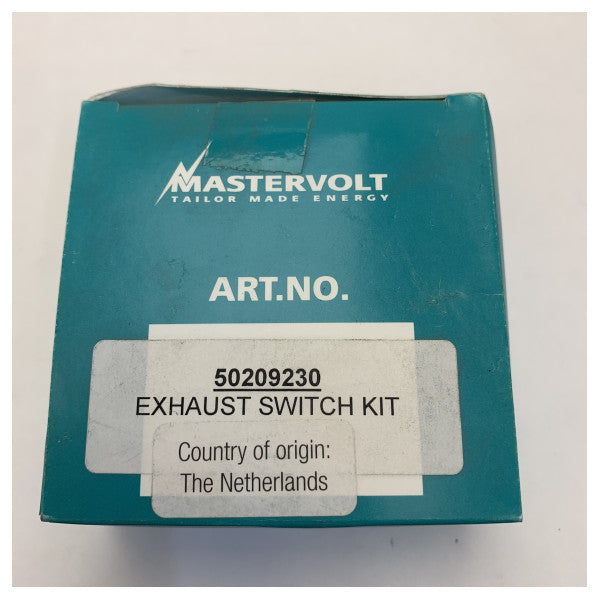 MASTERVOLT
TAILOR MADE ENERGY
ART.NO.
50209230
EXHAUST SWITCH KIT
Country of origin:
The Netherlands